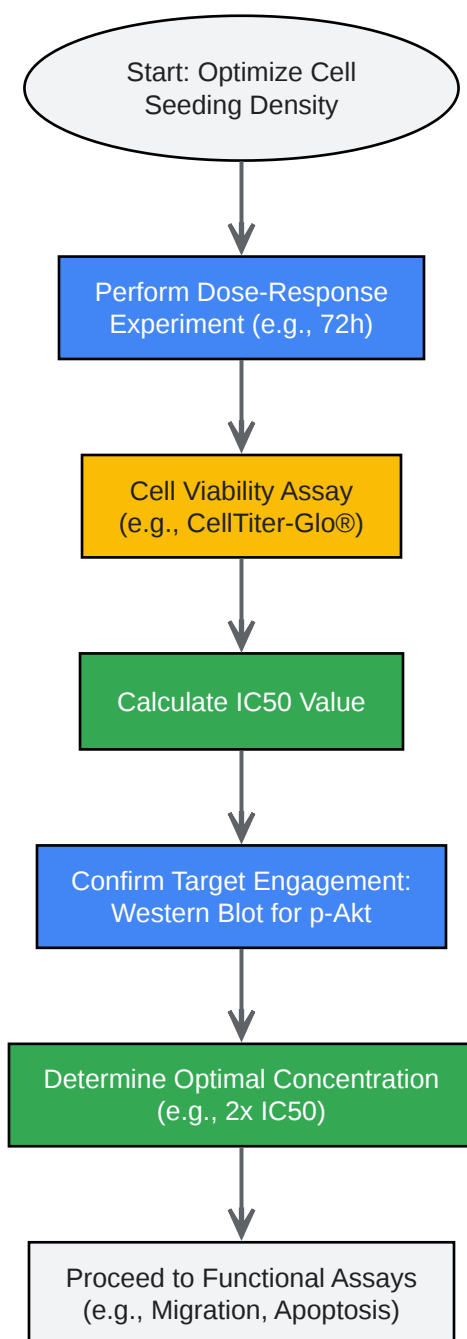 Start: Optimize Cell
Seeding Density
Perform Dose-Response
Experiment (e.g., 72h)
Cell Viability Assay
(e.g., CellTiter-Glo®)
Calculate IC50 Value
Confirm Target Engagement:
Western Blot for p-Akt
Determine Optimal Concentration
(e.g., 2x IC50)
Proceed to Functional Assays
(e.g., Migration, Apoptosis)